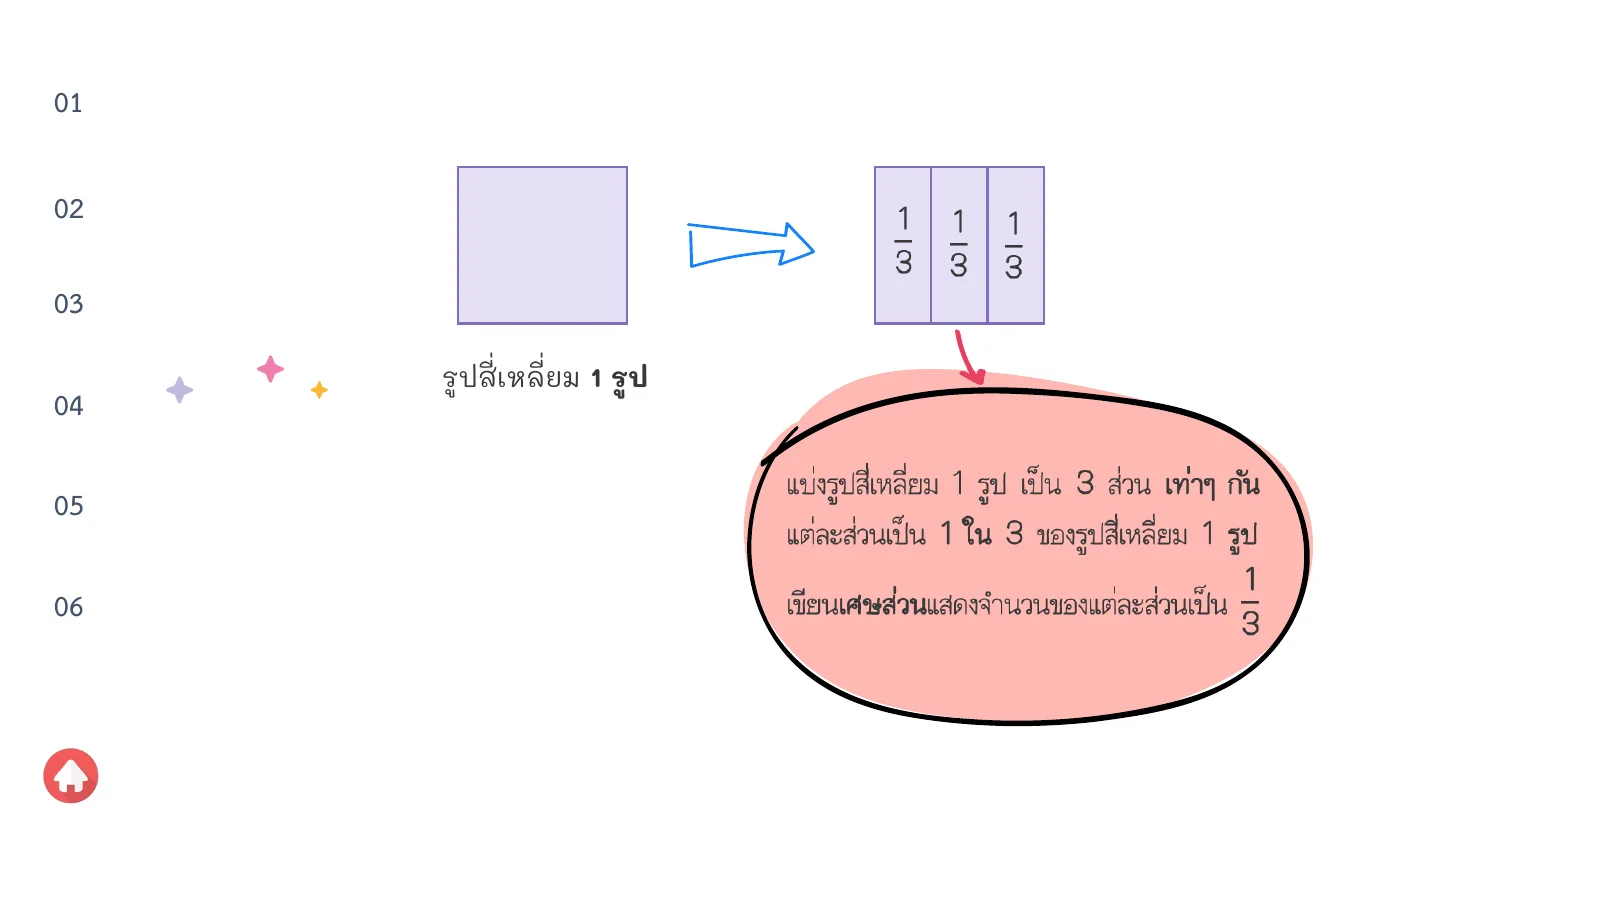 01
02
03
04
05
06
รูปสี่เหลี่ยม 1 รูป
1/3 1/3 1/3
แบ่งรูปสี่เหลี่ยม 1 รูป เป็น 3 ส่วน เท่าๆ กัน
แต่ละส่วนเป็น 1 ใน 3 ของรูปสี่เหลี่ยม 1 รูป
เขียนเศษส่วนแสดงจำนวนของแต่ละส่วนเป็น 1/3